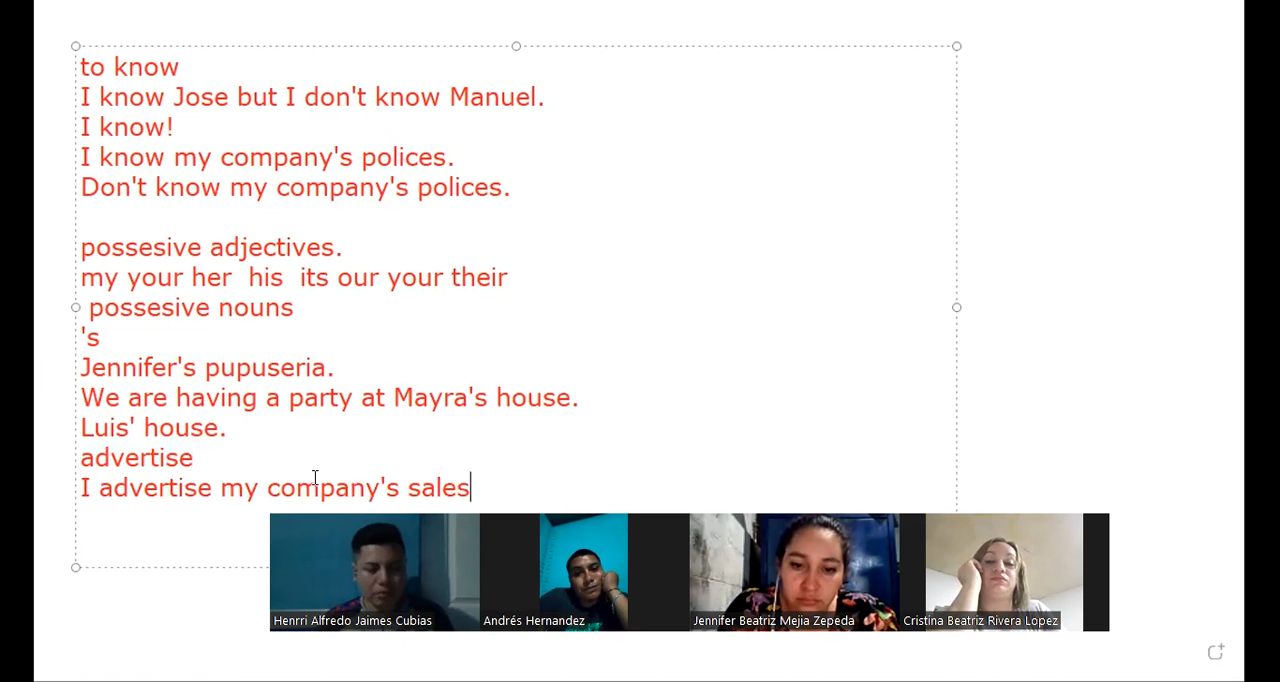 to know
I know Jose but I don't know Manuel.
I know!
I know my company's polices.
Don't know my company's polices.
possesive adjectives.
my your her his its our your their
possesive nouns
's
Jennifer's pupuseria.
We are having a party at Mayra's house.
Luis' house.
advertise
I advertise my company's sales
Henrri Alfredo Jaimes Cubias
Andrés Hernandez
Jennifer Beatriz Mejia Zepeda
Cristina Beatriz Rivera Lopez